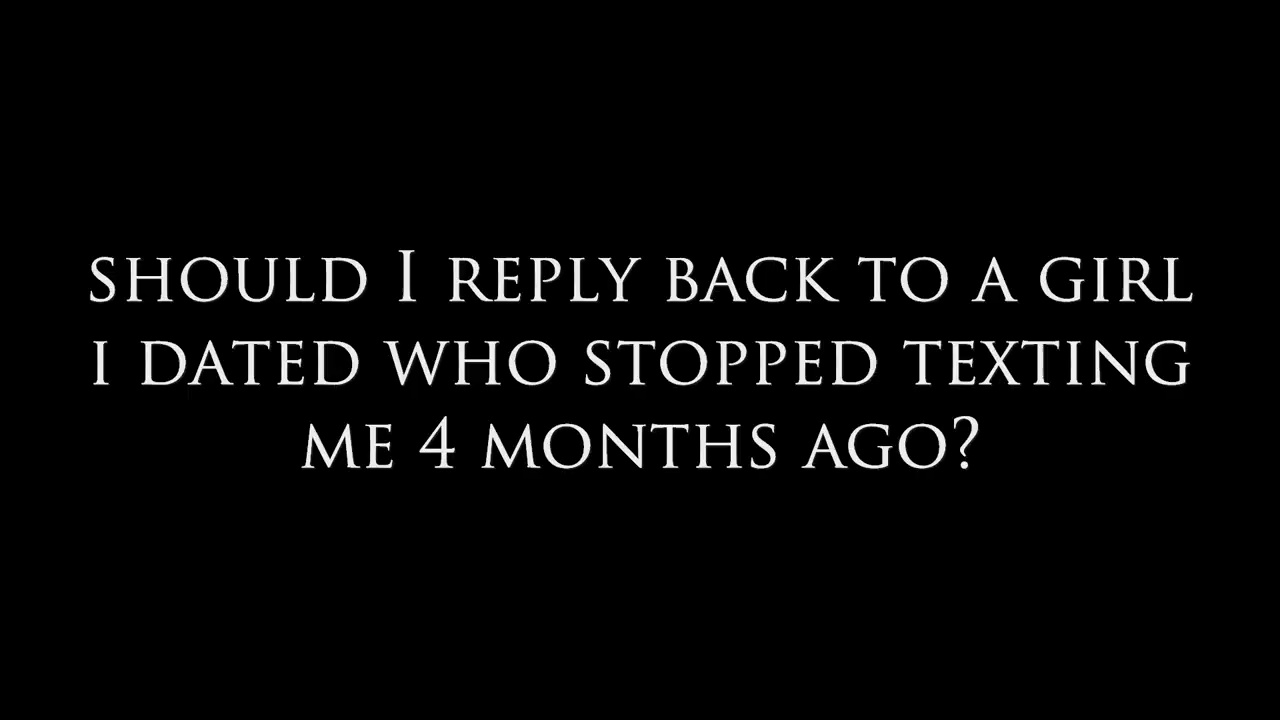 SHOULD I REPLY BACK TO A GIRL
I DATED WHO STOPPED TEXTING
ME 4 MONTHS AGO?